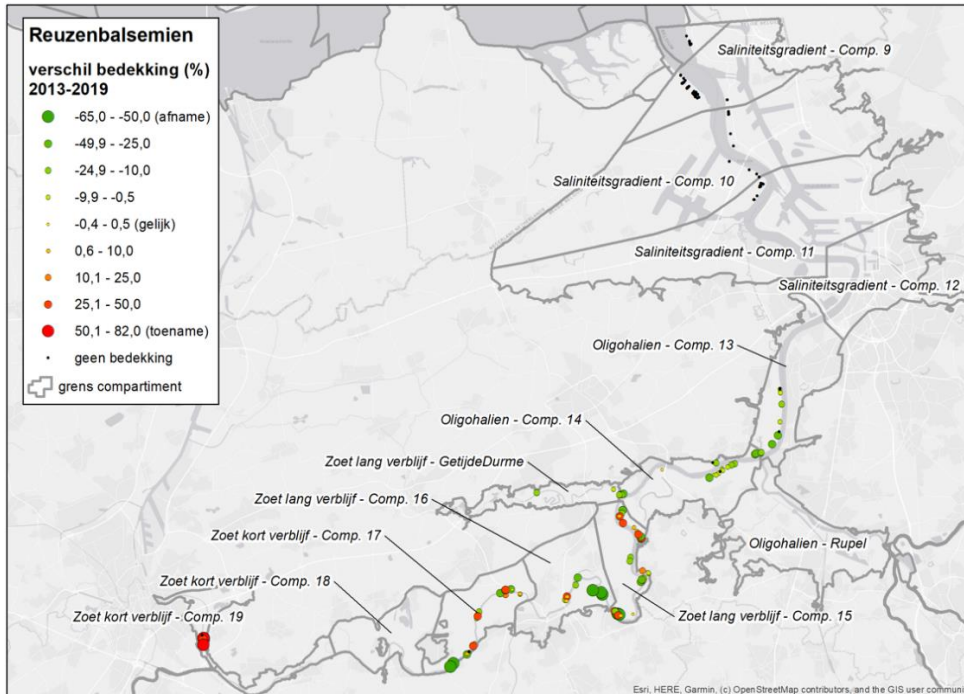 Reuzenbalsemien
verschil bedekking (%)
2013-2019
-65,0 - -50,0 (afname)
-49,9 - -25,0
-24,9 - -10,0
-9,9 - -0,5
-0,4 - 0,5 (gelijk)
0,6 - 10,0
10,1 - 25,0
25,1 - 50,0
50,1 - 82,0 (toename)
geen bedekking
grens compartiment
Saliniteitsgradient - Comp. 9
Saliniteitsgradient - Comp. 10
Saliniteitsgradient - Comp. 11
Saliniteitsgradient - Comp. 12
Oligohalien - Comp. 13
Oligohalien - Comp. 14
Zoet lang verblijf - GetijdeDurme
Zoet lang verblijf - Comp. 16
Zoet kort verblijf - Comp. 17
Oligohalien - Rupel
Zoet kort verblijf - Comp. 18
Zoet kort verblijf - Comp. 19
Zoet lang verblijf - Comp. 15
Esri, HERE, Garmin, (c) OpenStreetMap contributors, and the GIS user communi